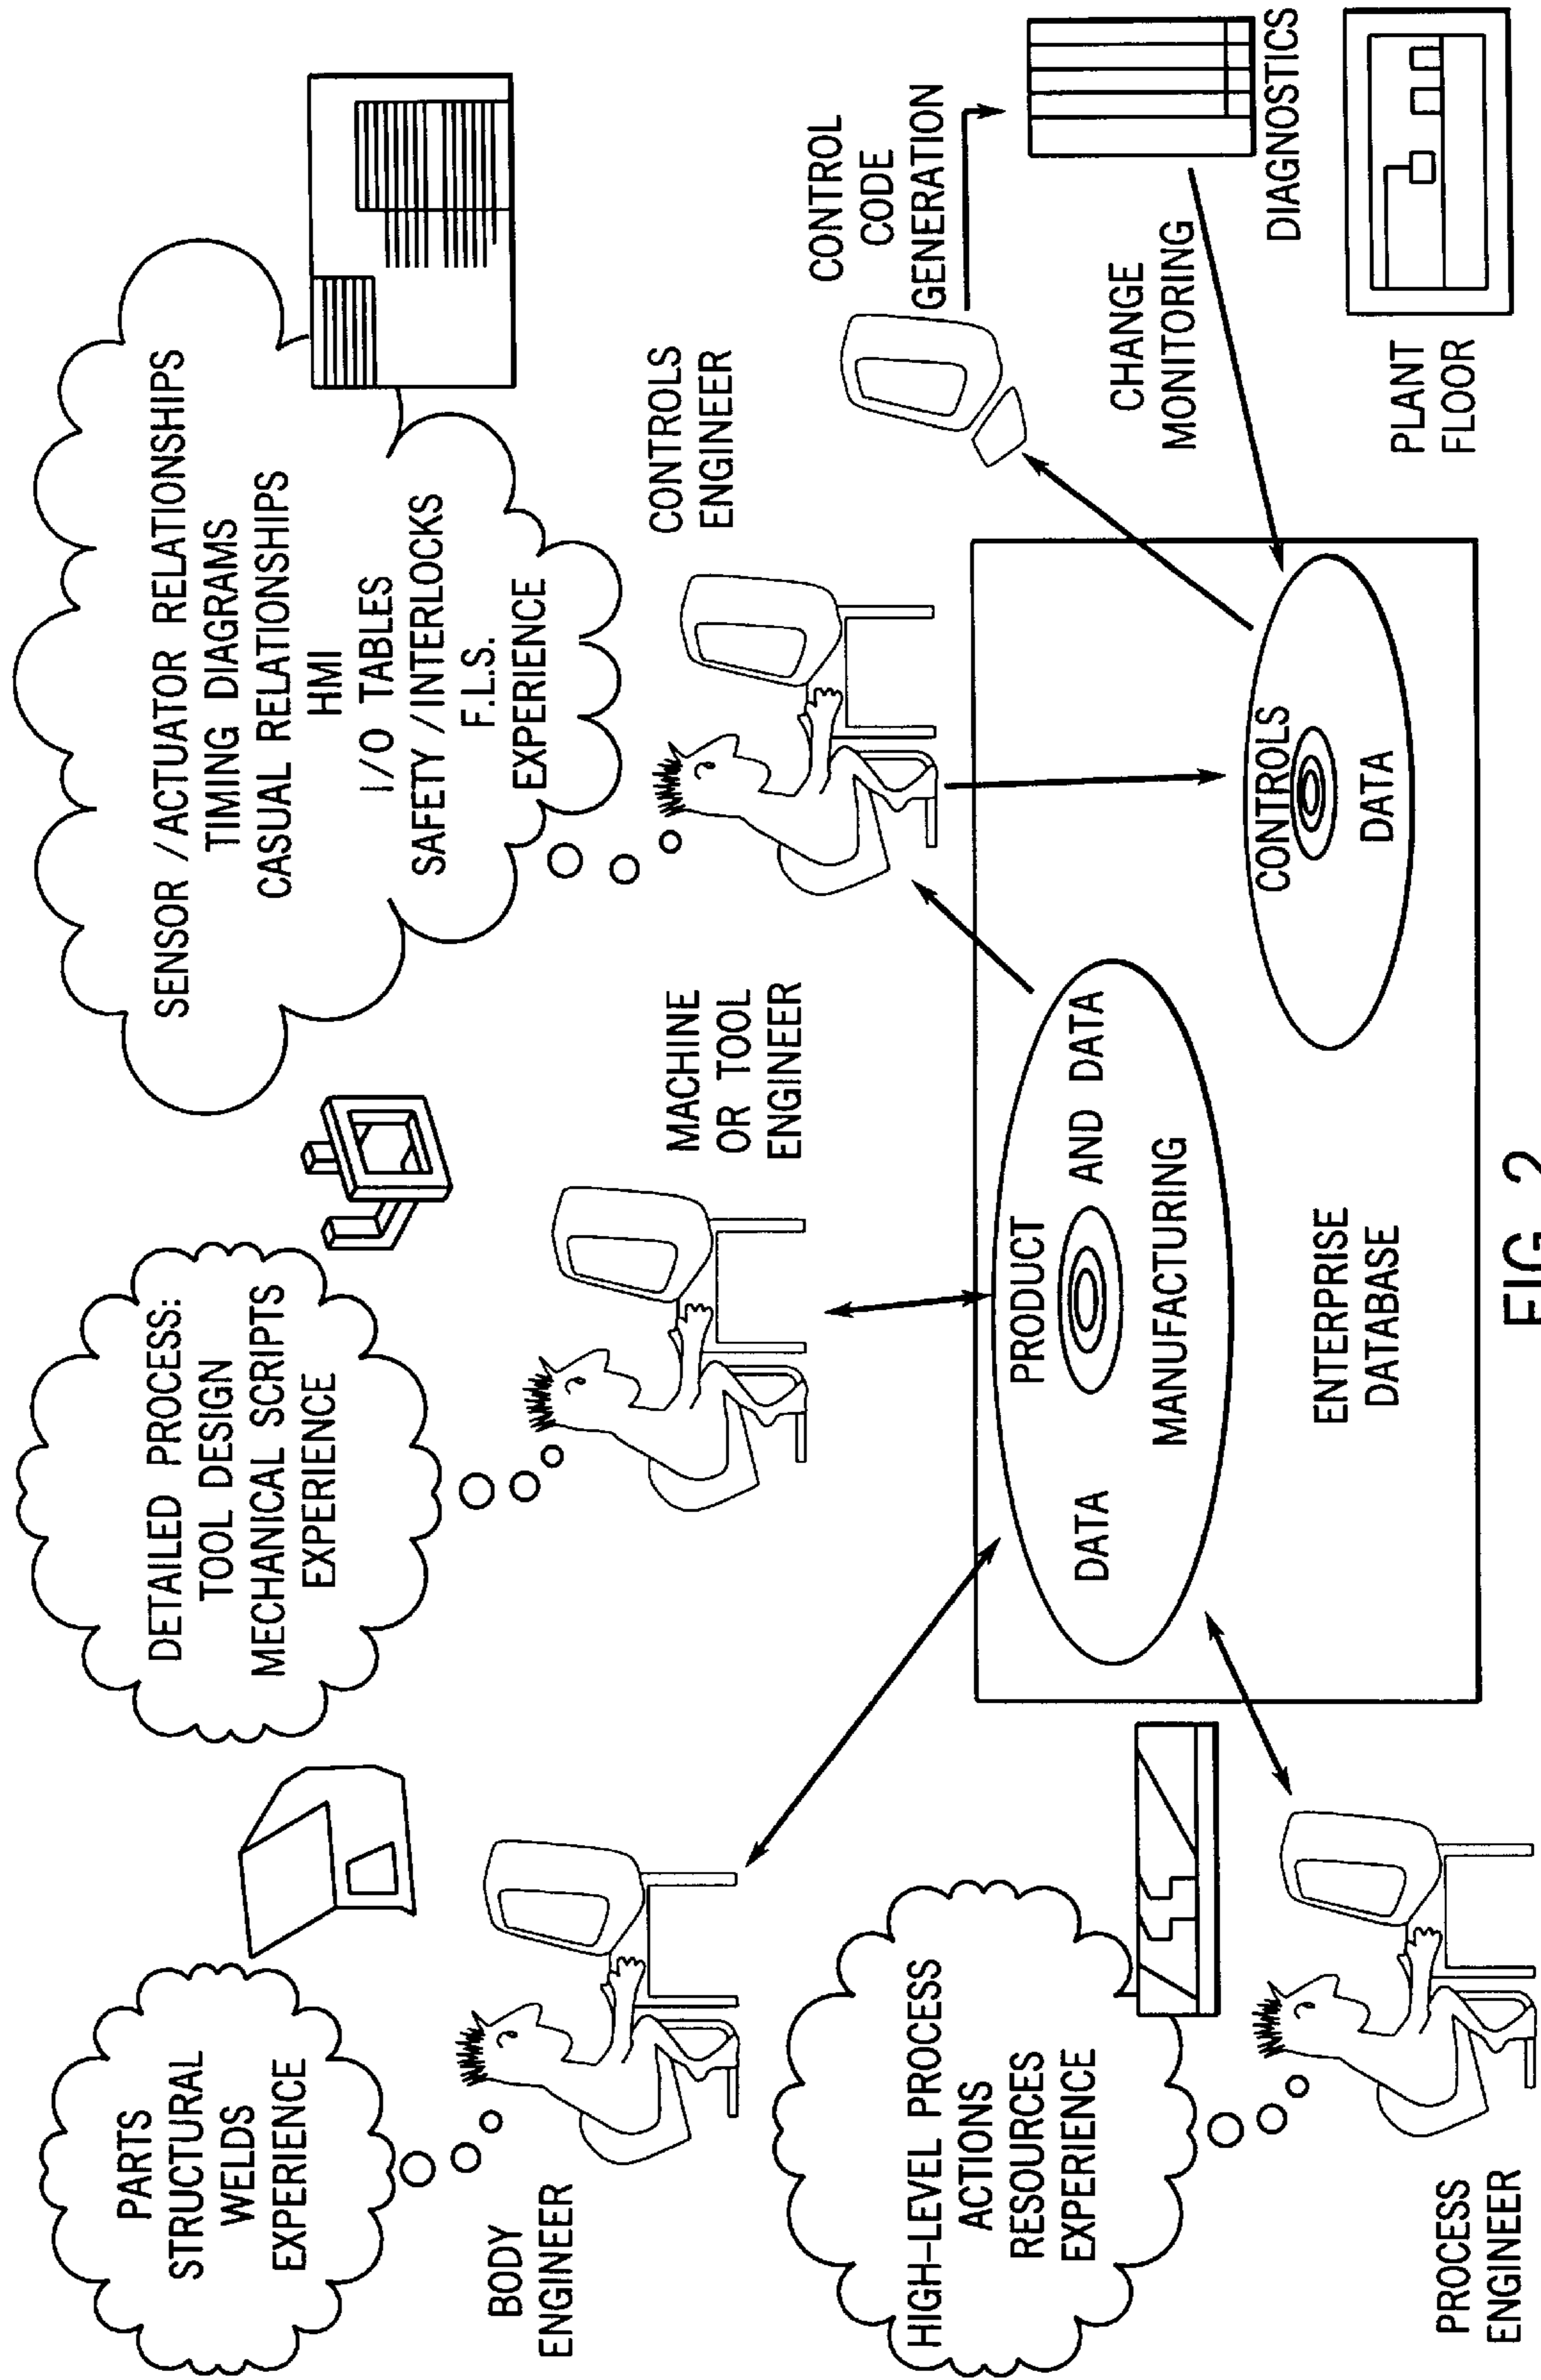 PARTS
STRUCTURAL
WELDS
EXPERIENCE
BODY
ENGINEER
DETAILED PROCESS:
TOOL DESIGN
MECHANICAL SCRIPTS
EXPERIENCE
MACHINE
OR TOOL
ENGINEER
SENSOR/ACTUATOR RELATIONSHIPS
TIMING DIAGRAMS
CASUAL RELATIONSHIPS
HMI
I/O TABLES
SAFETY/INTERLOCKS
F.L.S.
EXPERIENCE
CONTROLS
ENGINEER
HIGH-LEVEL PROCESS
ACTIONS
RESOURCES
EXPERIENCE
PROCESS
ENGINEER
PRODUCT
DATA
AND DATA
MANUFACTURING
ENTERPRISE
DATABASE
CONTROLS
DATA
CONTROL
CODE
GENERATION
CHANGE
MONITORING
DIAGNOSTICS
PLANT
FLOOR
FIG. 2